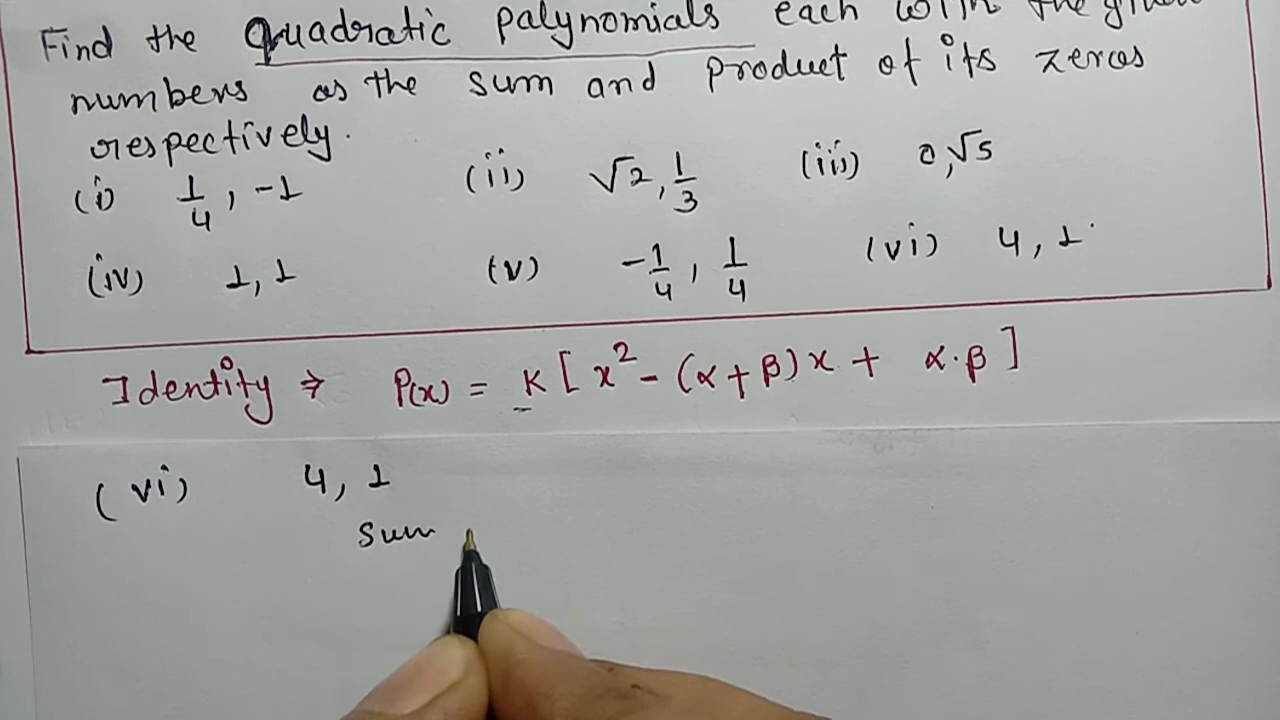 Find the quadratic palynomials each with the given
numbers as the sum and product of its zeroes
respectively.
(i) 1/4, -1 (ii) √2, 1/3 (iii) 0, √5
(iv) 1, 1 (v) -1/4, 1/4 (vi) 4, 1.
Identity ⇒ P(x) = K [ x² - (α + β) x + α · β ]
(vi) 4, 1
Sum